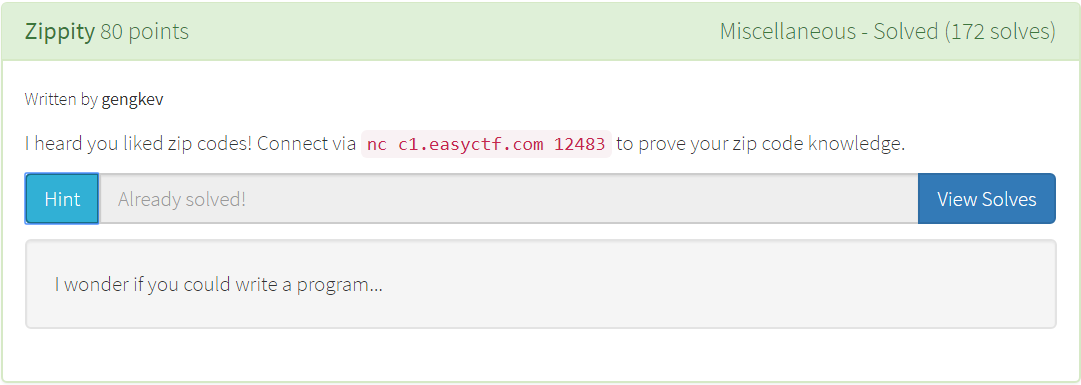 Zippity 80 points Miscellaneous - Solved (172 solves)
Written by gengkev
I heard you liked zip codes! Connect via nc c1.easyctf.com 12483 to prove your zip code knowledge.
Hint Already solved! View Solves
I wonder if you could write a program...